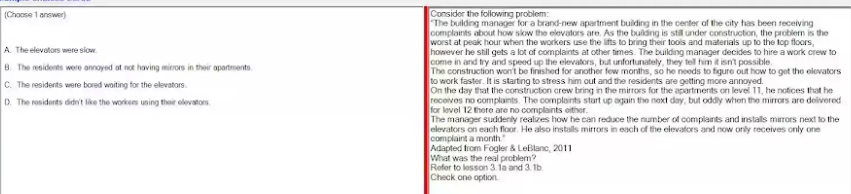 (Choose 1 answer)
A. The elevators were slow.
B. The residents were annoyed at not having mirrors in their apartments.
C. The residents were bored waiting for the elevators.
D. The residents didn't like the workers using their elevators.
Consider the following problem:
"The building manager for a brand-new apartment building in the center of the city has been receiving
complaints about how slow the elevators are. As the building is still under construction, the problem is the
worst at peak hour when the workers use the lifts to bring their tools and materials up to the top floors,
however he still gets a lot of complaints at other times. The building manager decides to hire a work crew to
come in and try and speed up the elevators, but unfortunately, they tell him it isn't possible.
The construction won't be finished for another few months, so he needs to figure out how to get the elevators
to work faster. It is starting to stress him out and the residents are getting more annoyed.
On the day that the construction crew bring in the mirrors for the apartments on level 11, he notices that he
receives no complaints. The complaints start up again the next day, but oddly when the mirrors are delivered
for level 12 there are no complaints either.
The manager suddenly realizes how he can reduce the number of complaints and installs mirrors next to the
elevators on each floor. He also installs mirrors in each of the elevators and now only receives only one
complaint a month."
Adapted from Fogler & LeBlanc, 2011
What was the real problem?
Refer to lesson 3.1a and 3.1b.
Check one option.